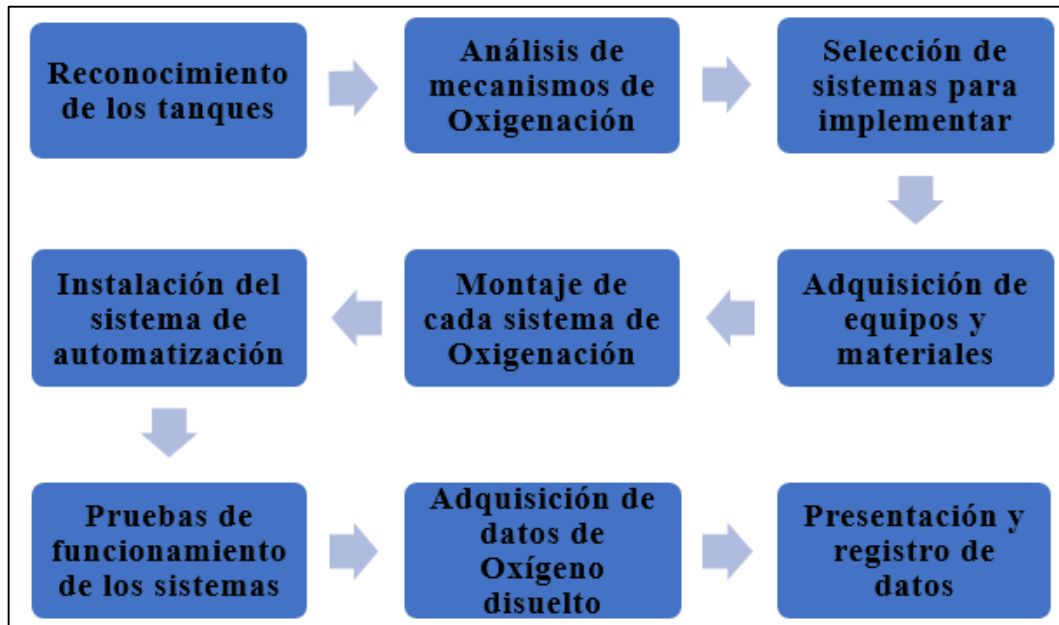 Reconocimiento
de los tanques
Análisis de
mecanismos de
Oxigenación
Selección de
sistemas para
implementar
Adquisición de
equipos y
materiales
Montaje de
cada sistema de
Oxigenación
Instalación del
sistema de
automatización
Pruebas de
funcionamiento
de los sistemas
Adquisición de
datos de
Oxígeno
disuelto
Presentación y
registro de
datos